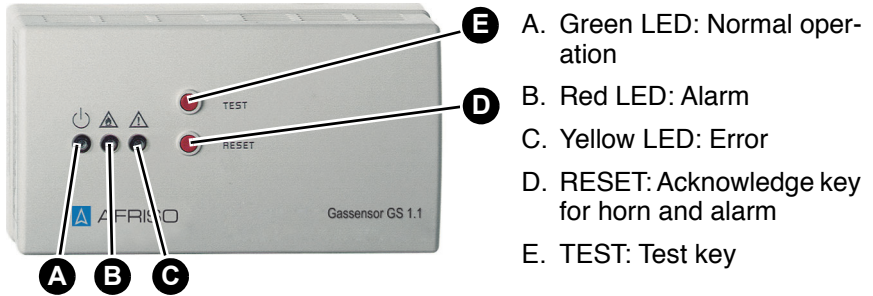 TEST
RESET
AFRISO
Gassensor GS 1.1
A
B
C
D
E
A. Green LED: Normal oper-
ation
B. Red LED: Alarm
C. Yellow LED: Error
D. RESET: Acknowledge key
for horn and alarm
E. TEST: Test key